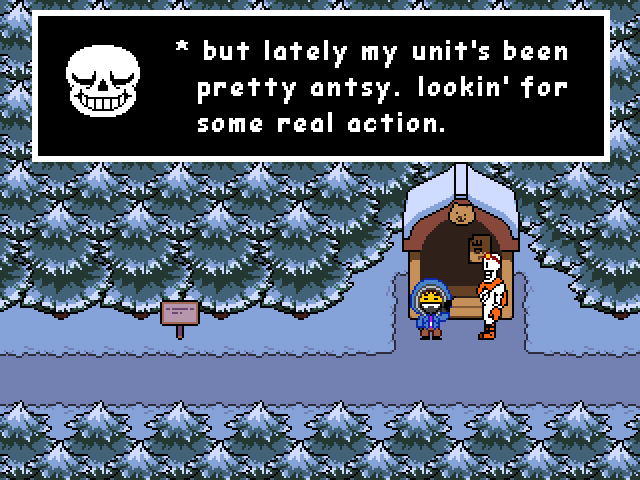 * but lately my unit's been
pretty antsy. lookin' for
some real action.